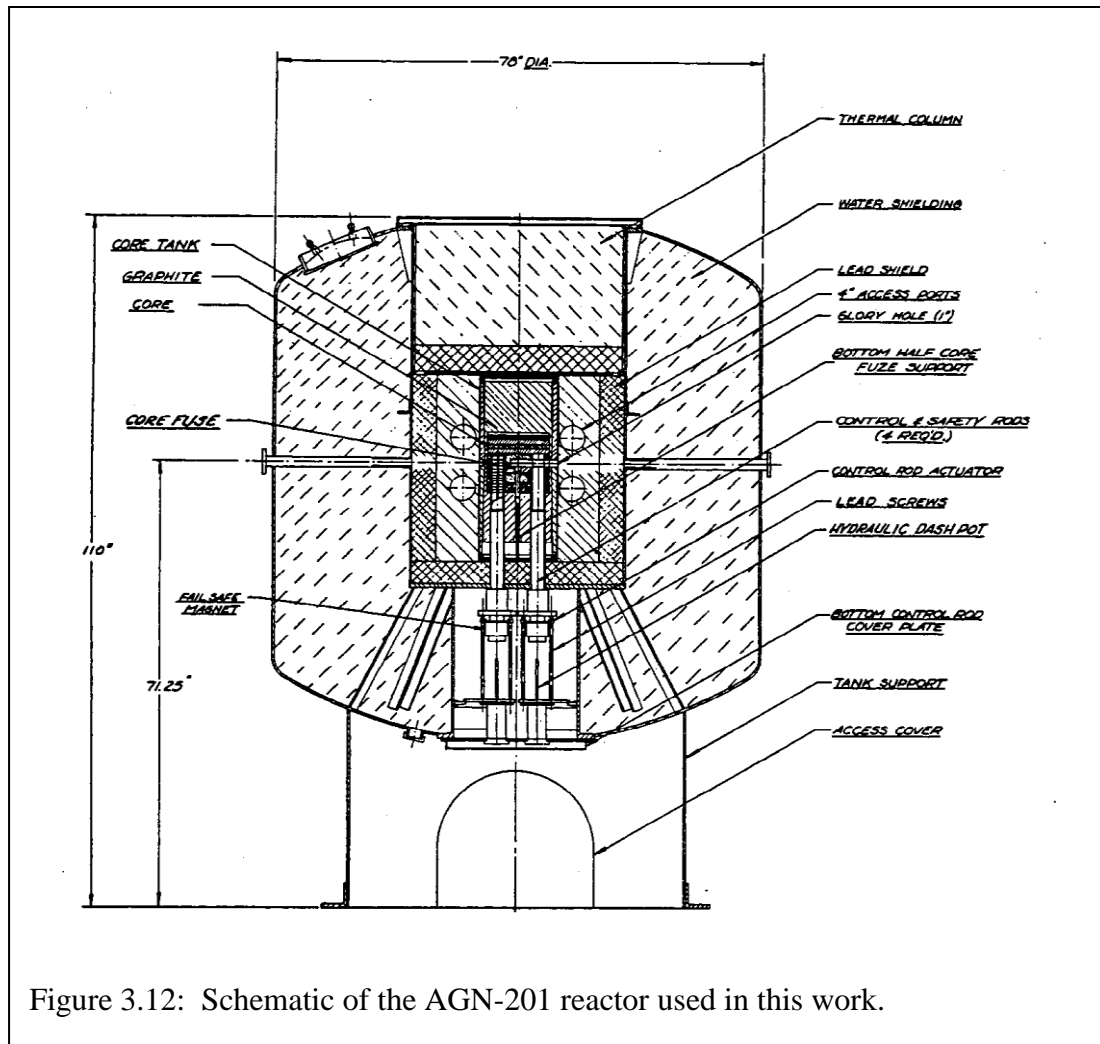 78" DIA.
THERMAL COLUMN
WATER SHIELDING
CORE TANK
LEAD SHIELD
GRAPHITE
4" ACCESS PORTS
CORE
GLORY HOLE (1")
BOTTOM HALF CORE
FUZE SUPPORT
CORE FUSE
CONTROL & SAFETY RODS
(4 REQ'D.)
CONTROL ROD ACTUATOR
LEAD SCREWS
HYDRAULIC DASH POT
110"
FAIL SAFE
MAGNET
BOTTOM CONTROL ROD
COVER PLATE
71.25"
TANK SUPPORT
ACCESS COVER
Figure 3.12: Schematic of the AGN-201 reactor used in this work.